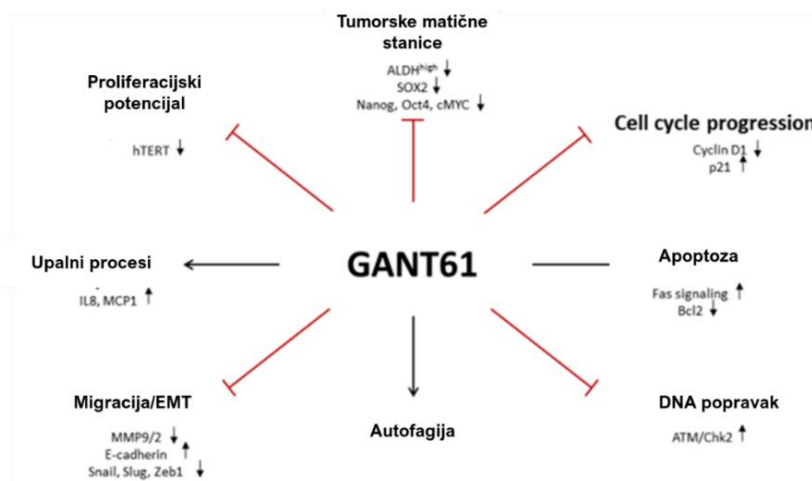 Tumorske matične
stanice
ALDHhigh ↓
SOX2 ↓
Nanog, Oct4, cMYC ↓
Proliferacijski
potencijal
hTERT ↓
Cell cycle progression
Cyclin D1 ↓
p21 ↑
Upalni procesi
IL8, MCP1 ↑
GANT61
Apoptoza
Fas signaling ↑
Bcl2 ↓
Migracija/EMT
MMP9/2 ↓
E-cadherin ↑
Snail, Slug, Zeb1 ↓
Autofagija
DNA popravak
ATM/Chk2 ↑